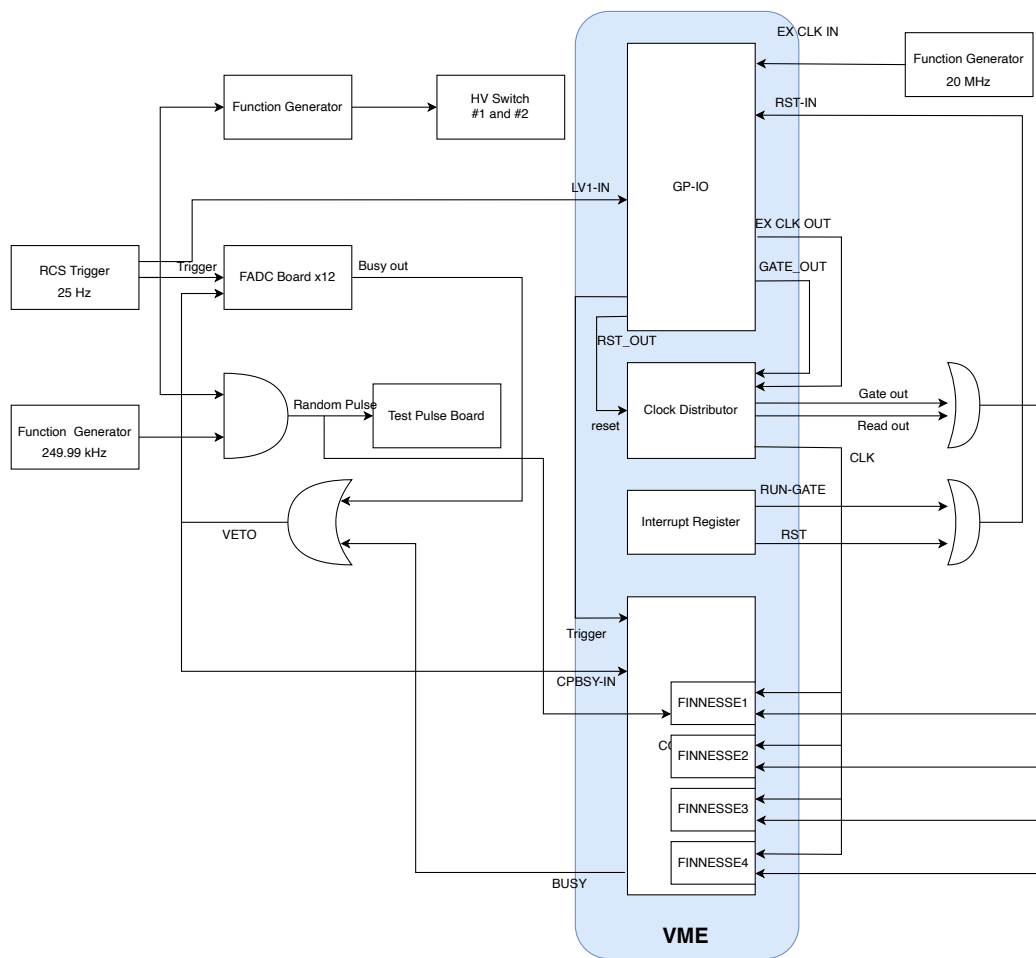 EX CLK IN
Function Generator
20 MHz
Function Generator
HV Switch
#1 and #2
RST-IN
GP-IO
LV1-IN
EX CLK OUT
RCS Trigger
25 Hz
Trigger
FADC Board x12
Busy out
GATE_OUT
RST_OUT
Random Pulse
Test Pulse Board
reset
Clock Distributor
Gate out
Read out
Function Generator
249.99 kHz
CLK
RUN-GATE
Interrupt Register
RST
VETO
Trigger
CPBSY-IN
FINNESSE1
FINNESSE2
FINNESSE3
FINNESSE4
BUSY
VME